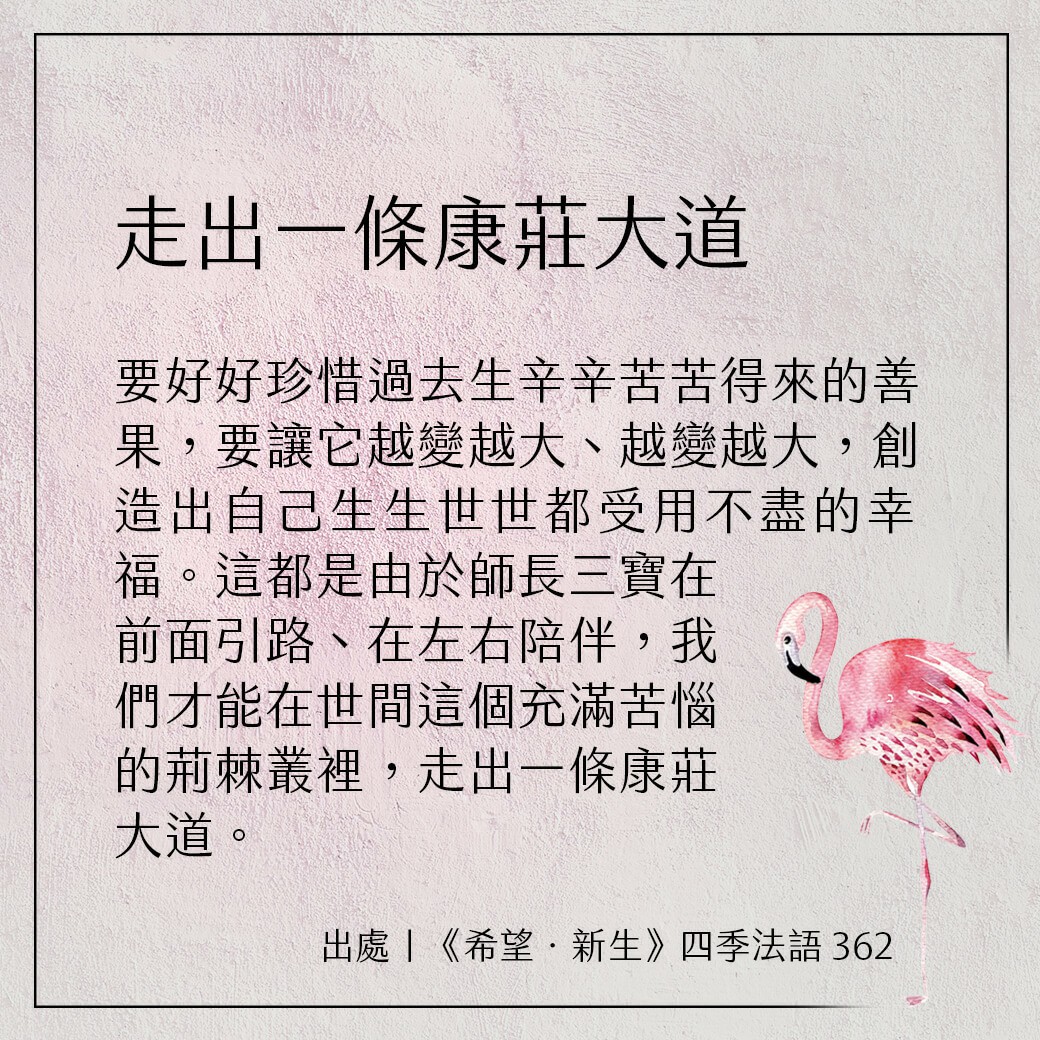 走出一條康莊大道
要好好珍惜過去生辛辛苦苦得來的善
果，要讓它越變越大、越變越大，創
造出自己生生世世都受用不盡的幸
福。這都是由於師長三寶在
前面引路、在左右陪伴，我
們才能在世間這個充滿苦惱
的荊棘叢裡，走出一條康莊
大道。
出處｜《希望．新生》四季法語 362